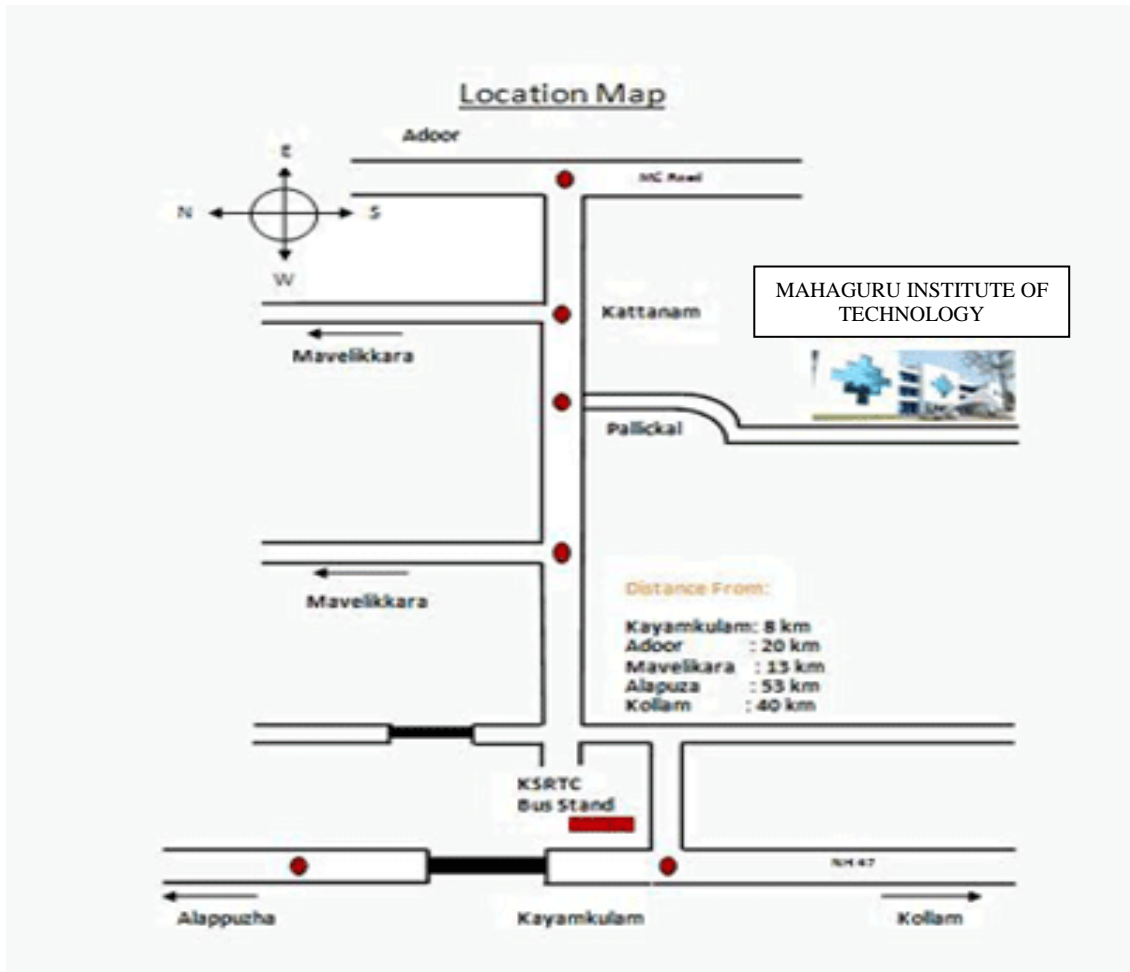 Location Map
Adoor
E
MC Road
N
S
W
MAHAGURU INSTITUTE OF
TECHNOLOGY
Kattanam
Mavelikkara
Pallickal
Distance From:
Mavelikkara
Kayamkulam: 8 km
Adoor : 20 km
Mavelikara : 13 km
Alapuza : 53 km
Kollam : 40 km
KSRTC
Bus Stand
NH 47
Alappuzha
Kayamkulam
Kollam